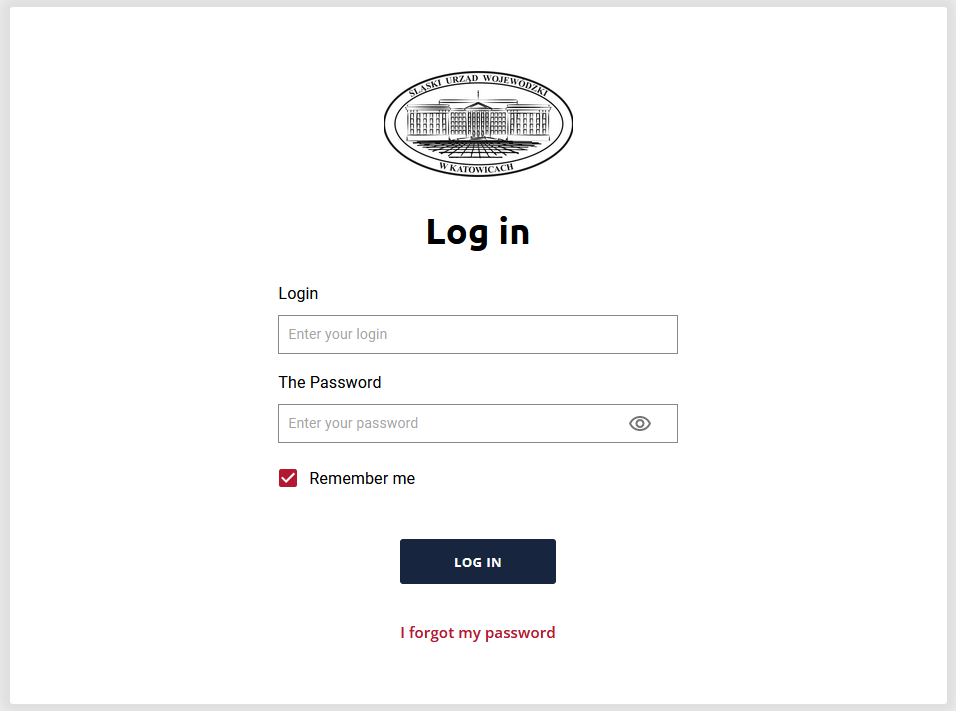 ŚLĄSKI URZĄD WOJEWÓDZKI
W KATOWICACH
Log in
Login
Enter your login
The Password
Enter your password
Remember me
LOG IN
I forgot my password